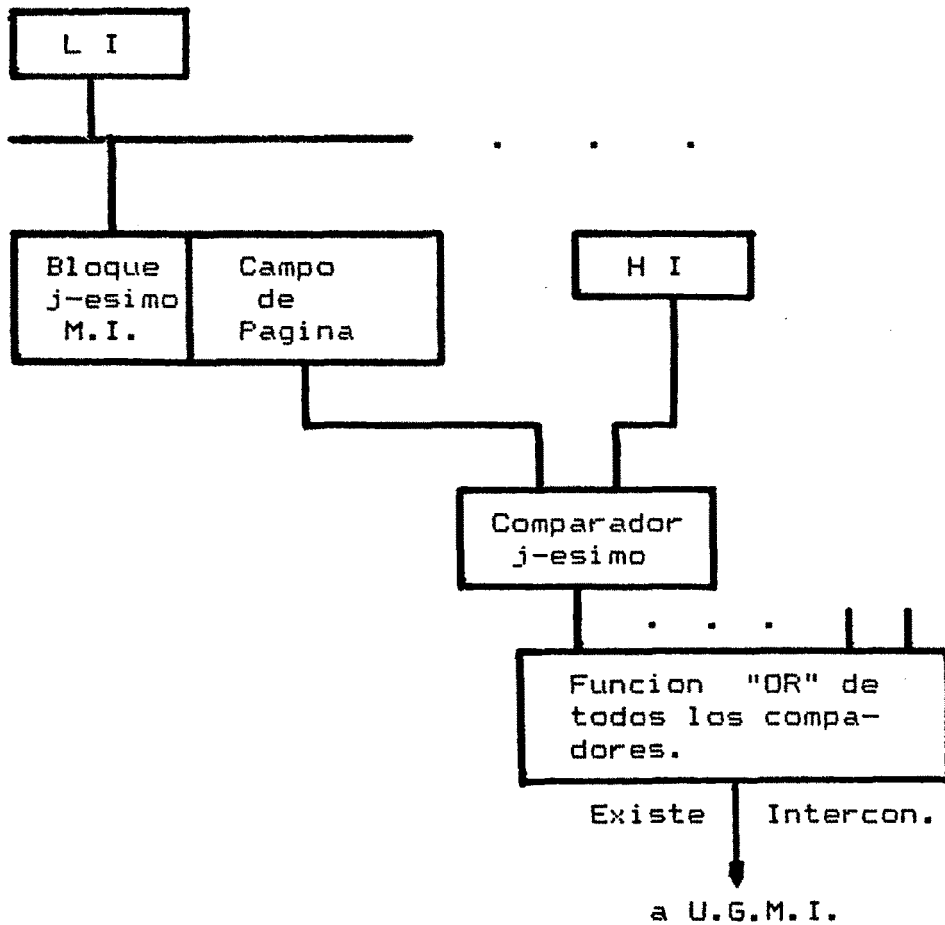 L I
Bloque
j-esimo
M.I.
Campo
de
Pagina
H I
Comparador
j-esimo
. . .
Funcion "OR" de
todos los compa-
dores.
Existe Intercon.
a U.G.M.I.